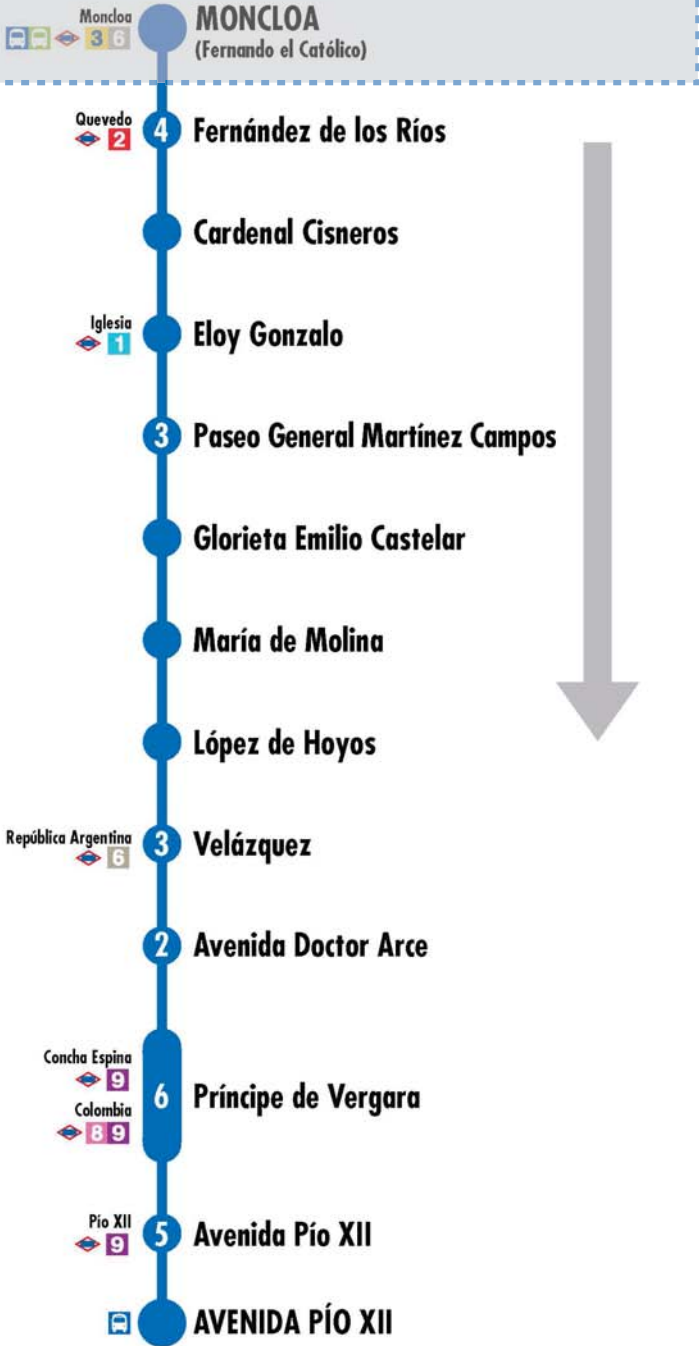 Moncloa
3 6
MONCLOA
(Fernando el Católico)
Quevedo
2
4
Fernández de los Ríos
Cardenal Cisneros
Iglesia
1
Eloy Gonzalo
3
Paseo General Martínez Campos
Glorieta Emilio Castelar
María de Molina
López de Hoyos
República Argentina
6
3
Velázquez
2
Avenida Doctor Arce
Concha Espina
9
Colombia
8 9
6
Príncipe de Vergara
Pío XII
9
5
Avenida Pío XII
AVENIDA PÍO XII